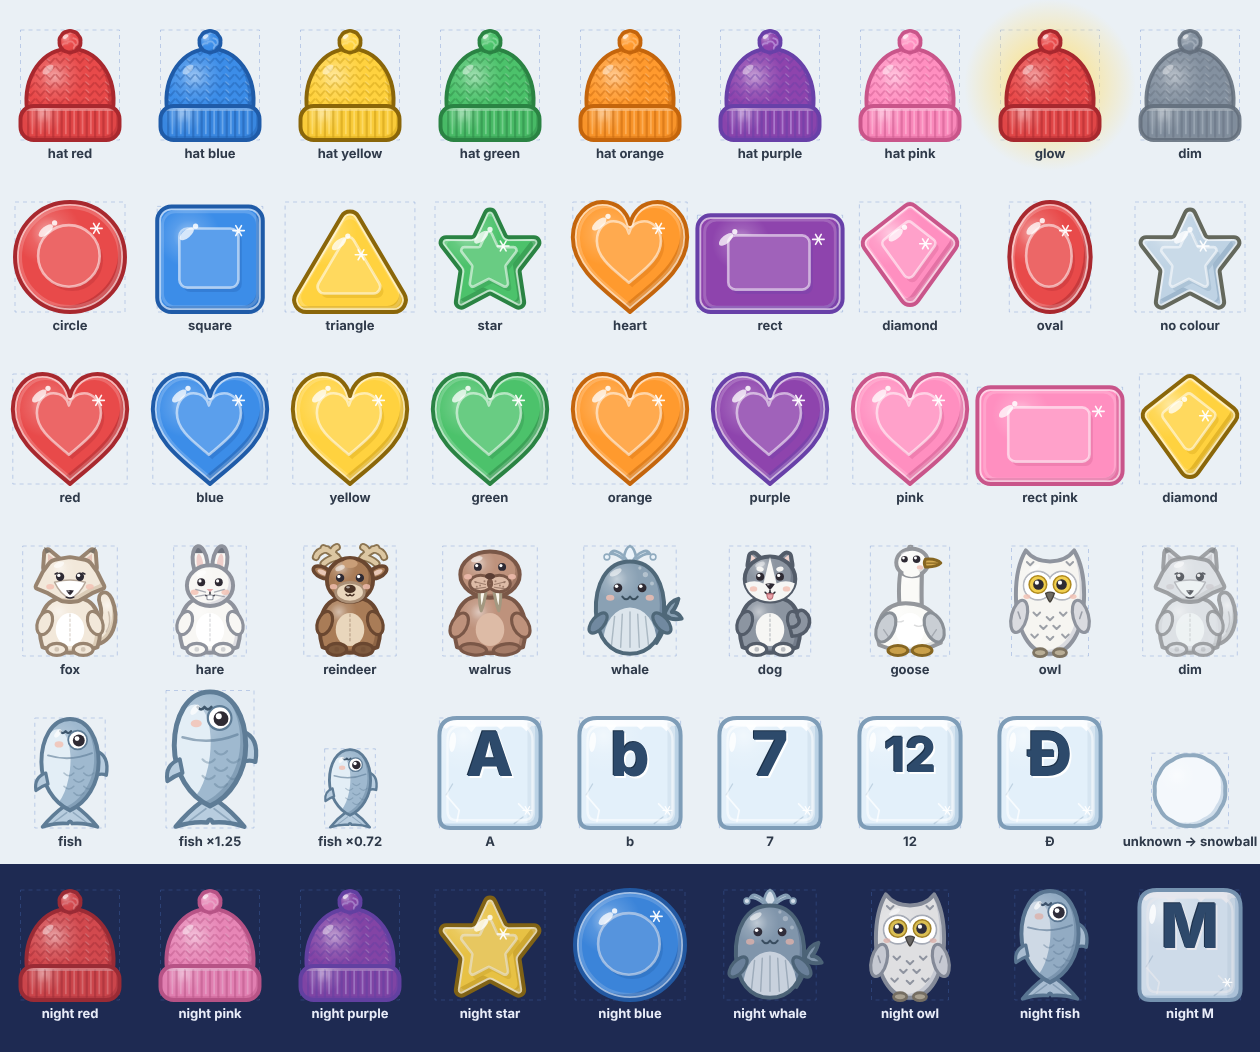 hat red hat blue hat yellow hat green hat orange hat purple hat pink glow dim
circle square triangle star heart rect diamond oval no colour
red blue yellow green orange purple pink rect pink diamond
fox hare reindeer walrus whale dog goose owl dim
A b 7 12 Đ
fish fish ×1.25 fish ×0.72 A b 7 12 Đ unknown → snowball
M
night red night pink night purple night star night blue night whale night owl night fish night M